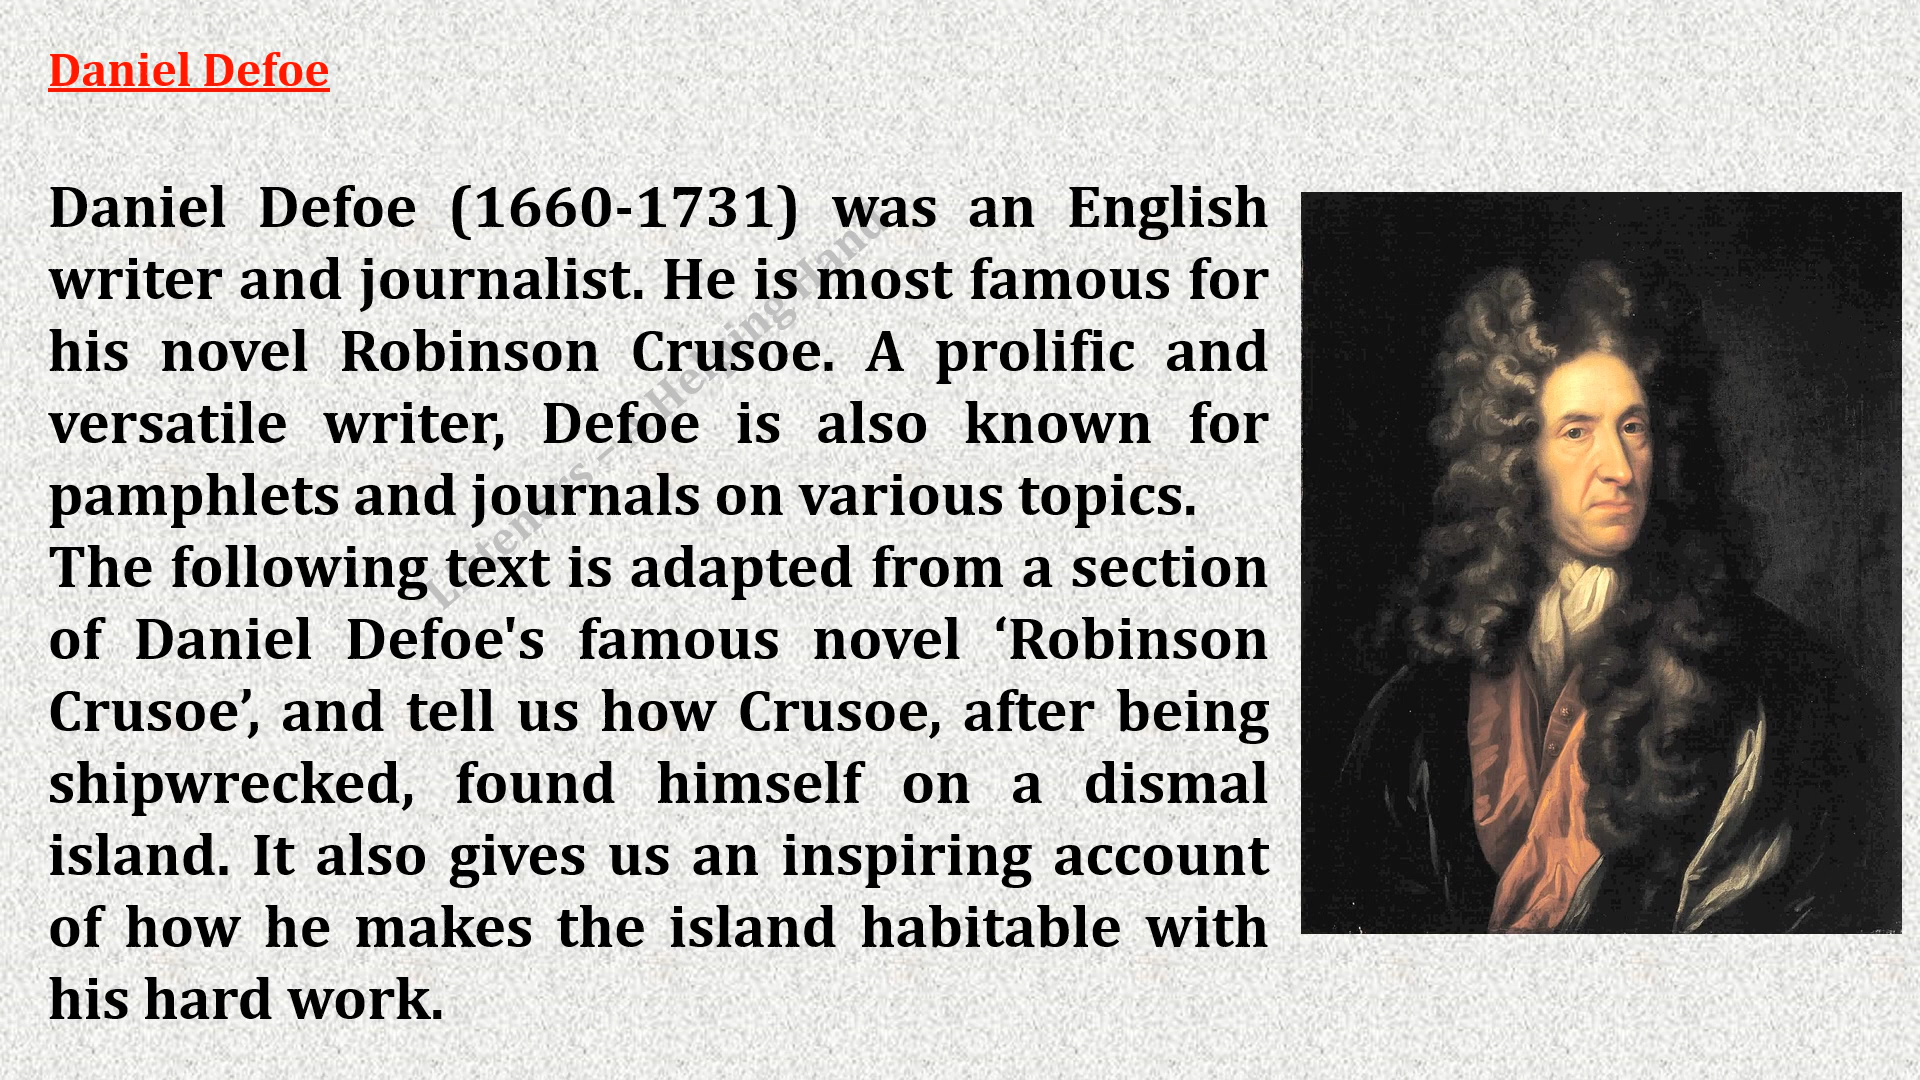 Daniel Defoe
Daniel Defoe (1660-1731) was an English
writer and journalist. He is most famous for
his novel Robinson Crusoe. A prolific and
versatile writer, Defoe is also known for
pamphlets and journals on various topics.
The following text is adapted from a section
of Daniel Defoe's famous novel ‘Robinson
Crusoe’, and tell us how Crusoe, after being
shipwrecked, found himself on a dismal
island. It also gives us an inspiring account
of how he makes the island habitable with
his hard work.